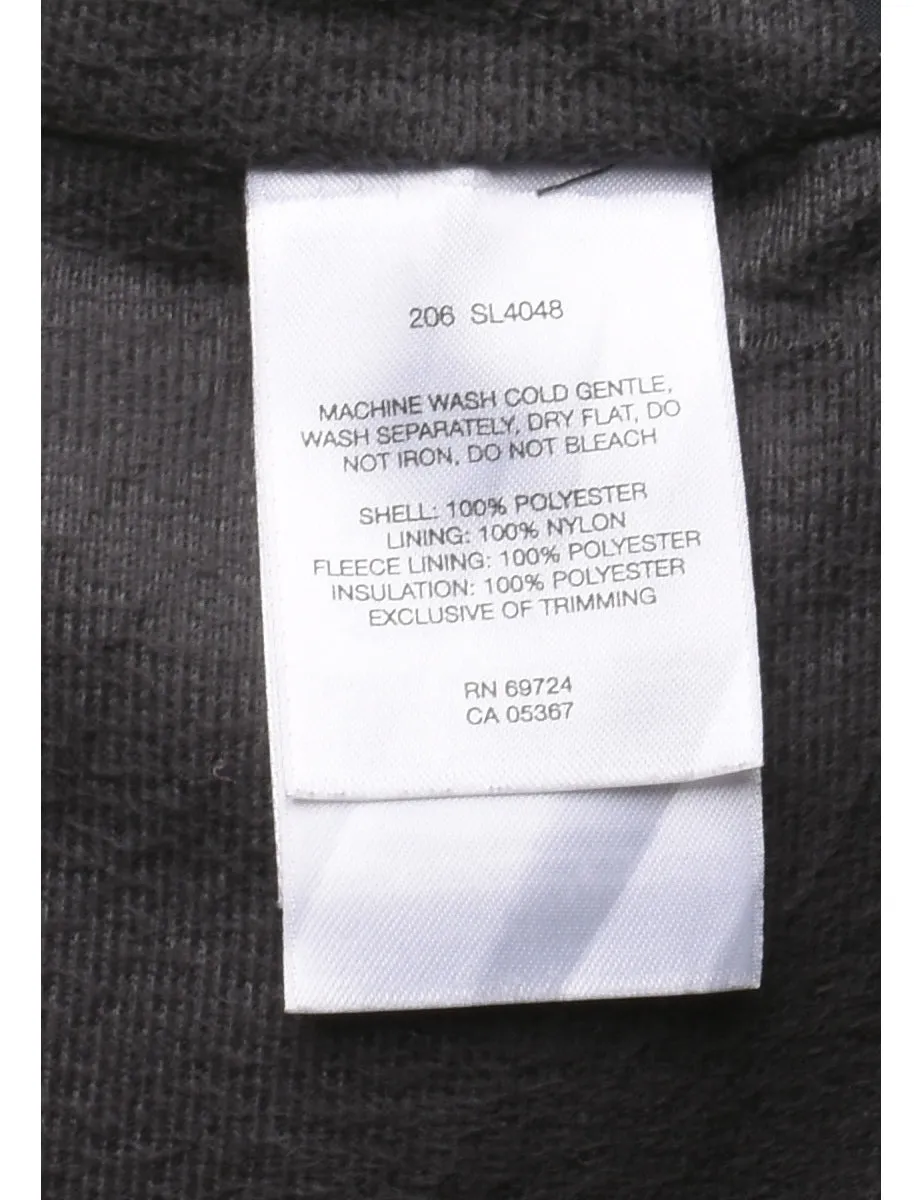 206 SL4048
MACHINE WASH COLD GENTLE,
WASH SEPARATELY, DRY FLAT, DO
NOT IRON, DO NOT BLEACH
SHELL: 100% POLYESTER
LINING: 100% NYLON
FLEECE LINING: 100% POLYESTER
INSULATION: 100% POLYESTER
EXCLUSIVE OF TRIMMING
RN 69724
CA 05367